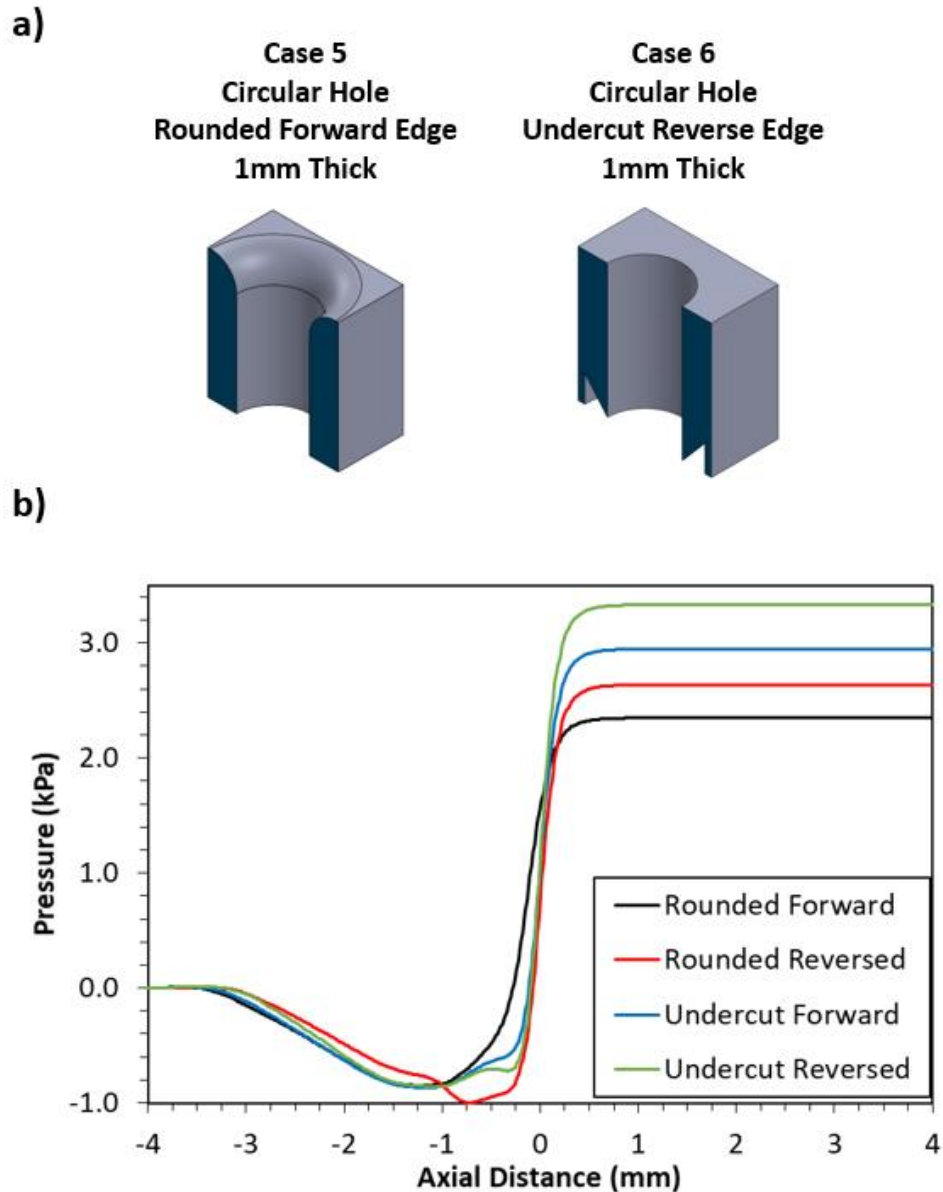 a)
Case 5
Circular Hole
Rounded Forward Edge
1mm Thick
Case 6
Circular Hole
Undercut Reverse Edge
1mm Thick
b)
Pressure (kPa)
3.0
2.0
1.0
0.0
-1.0
Rounded Forward
Rounded Reversed
Undercut Forward
Undercut Reversed
-4 -3 -2 -1 0 1 2 3 4
Axial Distance (mm)